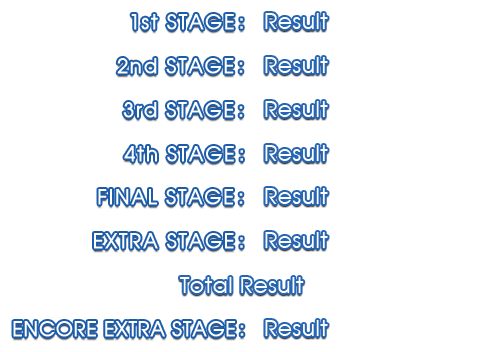 1st STAGE: Result
2nd STAGE: Result
3rd STAGE: Result
4th STAGE: Result
FINAL STAGE: Result
EXTRA STAGE: Result
Total Result
ENCORE EXTRA STAGE: Result